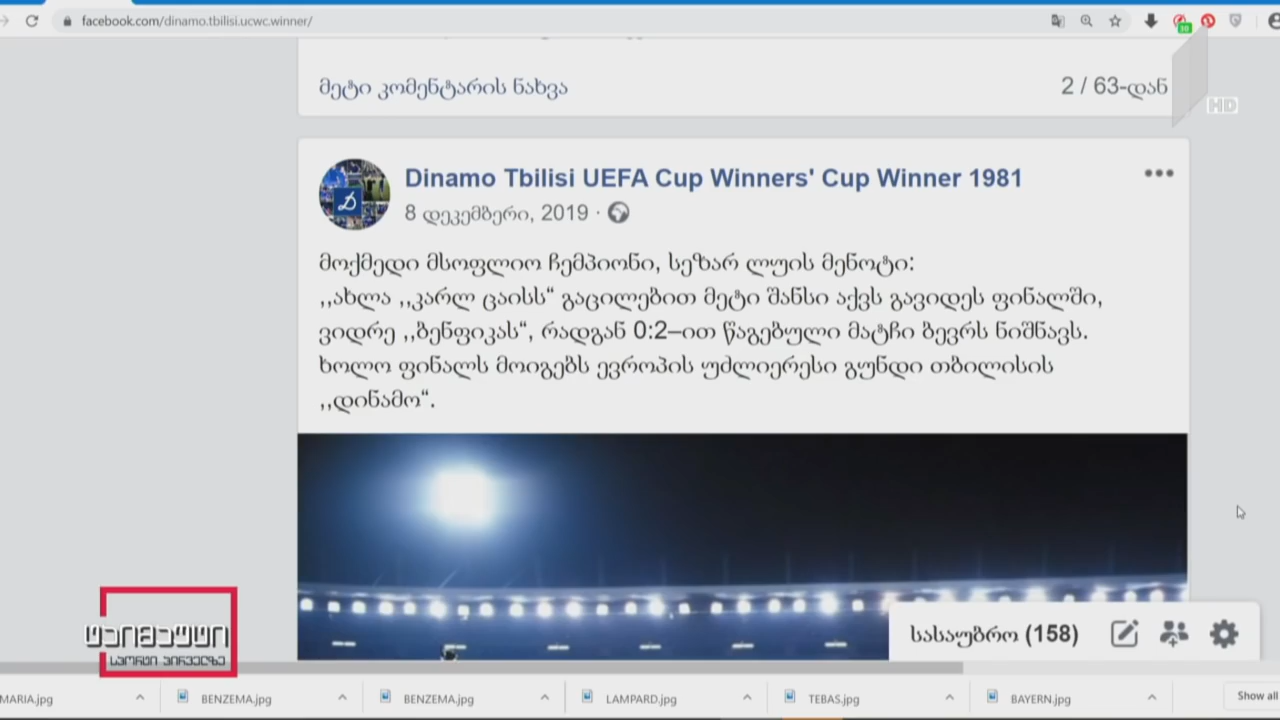 facebook.com/dinamo.tbilisi.ucwc.winner/
მეტი კომენტარის ნახვა
2 / 63-დან
HD
Dinamo Tbilisi UEFA Cup Winners' Cup Winner 1981
8 დეკემბერი, 2019 ·
მოქმედი მსოფლიო ჩემპიონი, სეზარ ლუის მენოტი:
,,ახლა ,,კარლ ცაისს“ გაცილებით მეტი შანსი აქვს გავიდეს ფინალში,
ვიდრე ,,ბენფიკას“, რადგან 0:2–ით წაგებული მატჩი ბევრს ნიშნავს.
ხოლო ფინალს მოიგებს ევროპის უძლიერესი გუნდი თბილისის
,,დინამო“.
სასაუბრო (158)
ტაიმაუტი
სპორტი პირველზე
MARIA.jpg
BENZEMA.jpg
BENZEMA.jpg
LAMPARD.jpg
TEBAS.jpg
BAYERN.jpg
Show all